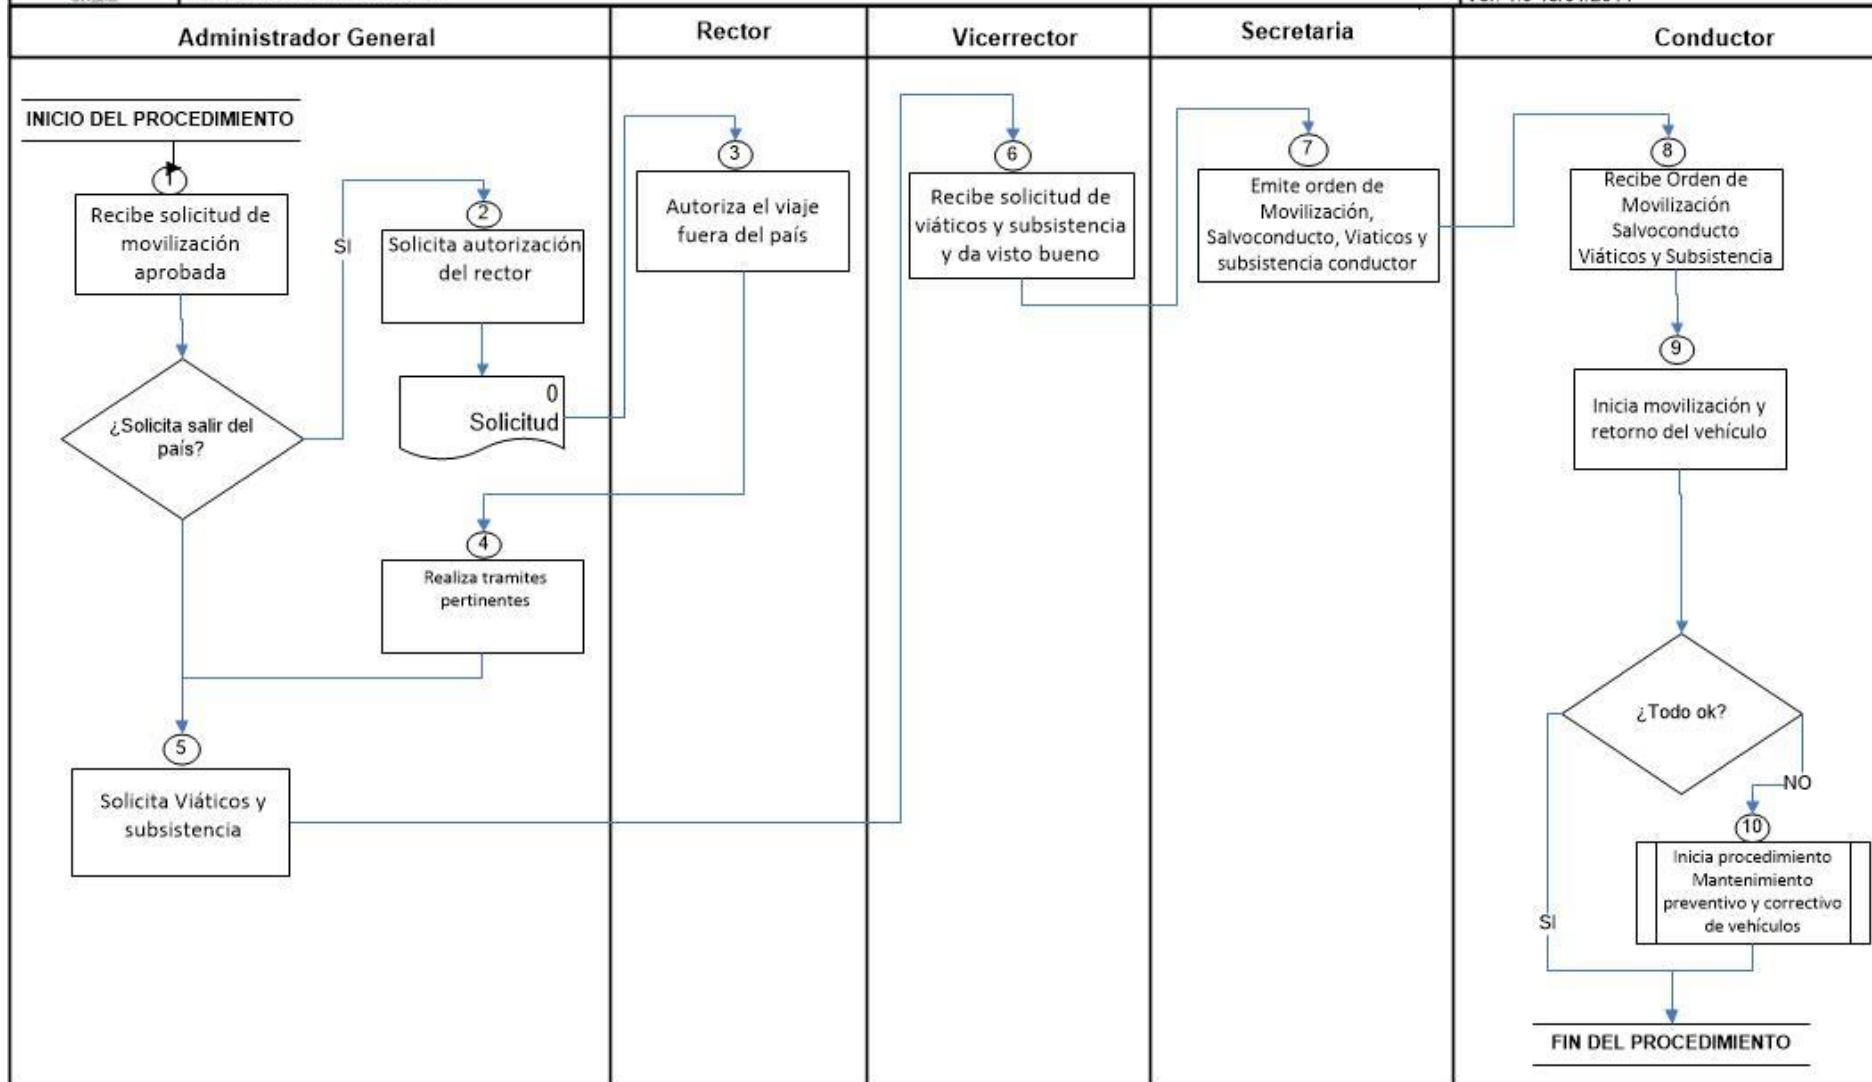 Administrador General
Rector
Vicerrector
Secretaria
Conductor
INICIO DEL PROCEDIMIENTO
1
Recibe solicitud de
movilización
aprobada
¿Solicita salir del
país?
SI
2
Solicita autorización
del rector
0
Solicitud
3
Autoriza el viaje
fuera del país
4
Realiza tramites
pertinentes
5
Solicita Viáticos y
subsistencia
6
Recibe solicitud de
viáticos y subsistencia
y da visto bueno
7
Emite orden de
Movilización,
Salvoconducto, Viaticos y
subsistencia conductor
8
Recibe Orden de
Movilización
Salvoconducto
Viáticos y Subsistencia
9
Inicia movilización y
retorno del vehículo
¿Todo ok?
NO
10
Inicia procedimiento
Mantenimiento
preventivo y correctivo
de vehículos
SI
FIN DEL PROCEDIMIENTO